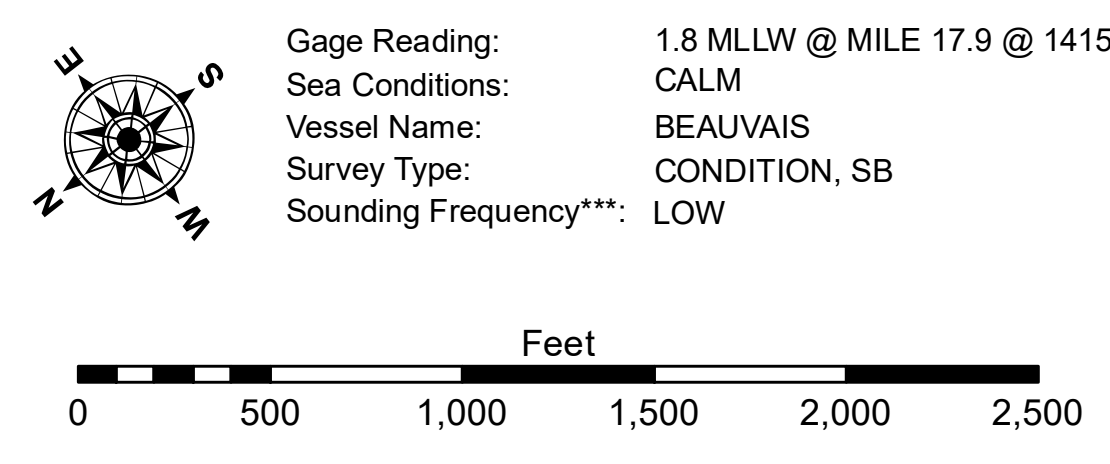 E
S
N
W
Gage Reading: 1.8 MLLW @ MILE 17.9 @ 1415
Sea Conditions: CALM
Vessel Name: BEAUVAIS
Survey Type: CONDITION, SB
Sounding Frequency***: LOW
Feet
0 500 1,000 1,500 2,000 2,500